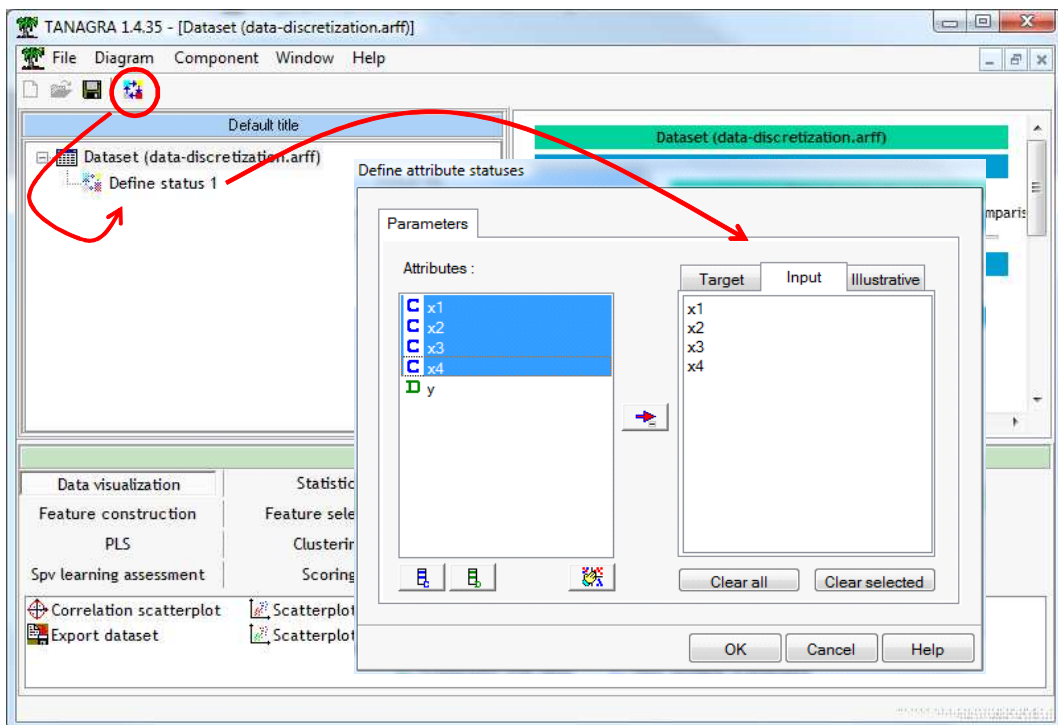 TANAGRA 1.4.35 - [Dataset (data-discretization.arff)]
File Diagram Component Window Help
Default title
Dataset (data-discretization.arff)
Dataset (data-discretization.arff)
Define status 1
Define attribute statuses
Parameters
Attributes :
Target Input Illustrative
C x1
C x2
C x3
C x4
D y
x1
x2
x3
x4
Clear all Clear selected
OK Cancel Help
mparis
Data visualization Statistic
Feature construction Feature sele
PLS Clusterin
Spv learning assessment Scoring
Correlation scatterplot Scatterplot
Export dataset Scatterplot